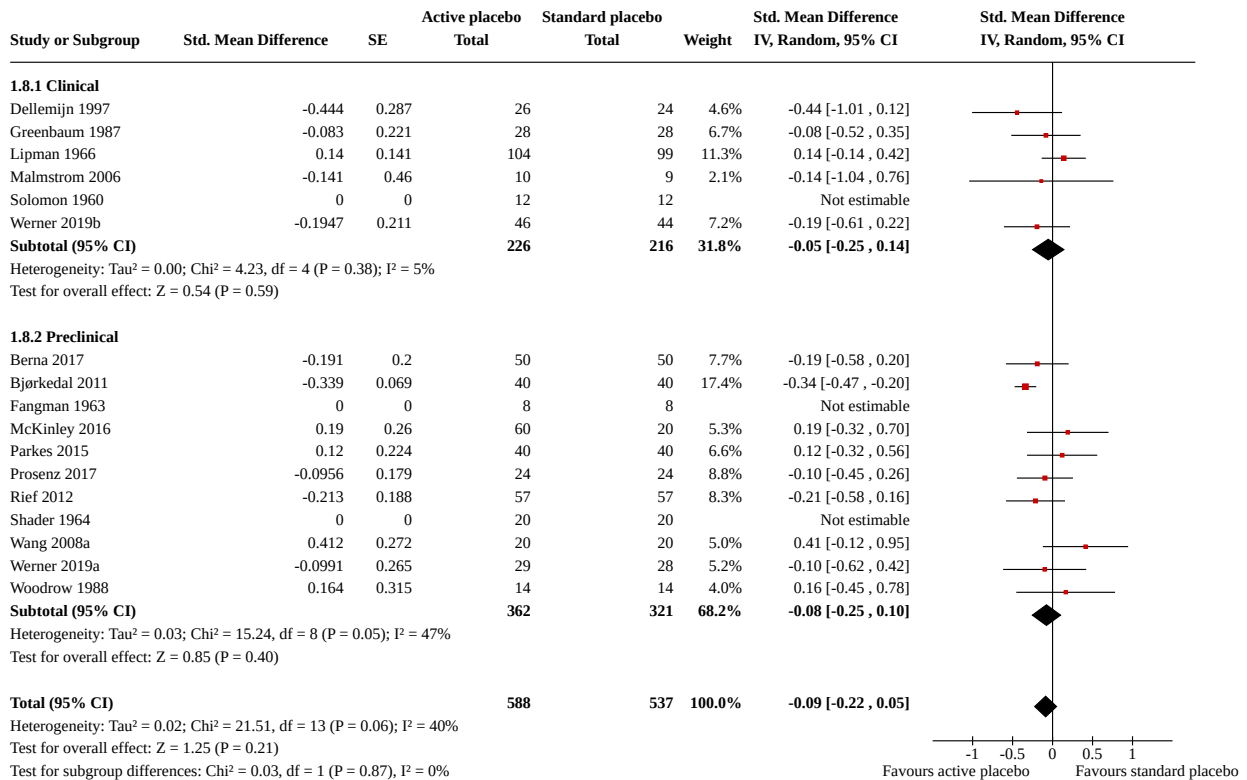 Active placebo Standard placebo Std. Mean Difference Std. Mean Difference
Study or Subgroup Std. Mean Difference SE Total Total Weight IV, Random, 95% CI IV, Random, 95% CI
1.8.1 Clinical
Dellemijn 1997 -0.444 0.287 26 24 4.6% -0.44 [-1.01 , 0.12]
Greenbaum 1987 -0.083 0.221 28 28 6.7% -0.08 [-0.52 , 0.35]
Lipman 1966 0.14 0.141 104 99 11.3% 0.14 [-0.14 , 0.42]
Malmstrom 2006 -0.141 0.46 10 9 2.1% -0.14 [-1.04 , 0.76]
Solomon 1960 0 0 12 12 Not estimable
Werner 2019b -0.1947 0.211 46 44 7.2% -0.19 [-0.61 , 0.22]
Subtotal (95% CI) 226 216 31.8% -0.05 [-0.25 , 0.14]
Heterogeneity: Tau² = 0.00; Chi² = 4.23, df = 4 (P = 0.38); I² = 5%
Test for overall effect: Z = 0.54 (P = 0.59)
1.8.2 Preclinical
Berna 2017 -0.191 0.2 50 50 7.7% -0.19 [-0.58 , 0.20]
Bjørkedal 2011 -0.339 0.069 40 40 17.4% -0.34 [-0.47 , -0.20]
Fangman 1963 0 0 8 8 Not estimable
McKinley 2016 0.19 0.26 60 20 5.3% 0.19 [-0.32 , 0.70]
Parkes 2015 0.12 0.224 40 40 6.6% 0.12 [-0.32 , 0.56]
Prosenz 2017 -0.0956 0.179 24 24 8.8% -0.10 [-0.45 , 0.26]
Rief 2012 -0.213 0.188 57 57 8.3% -0.21 [-0.58 , 0.16]
Shader 1964 0 0 20 20 Not estimable
Wang 2008a 0.412 0.272 20 20 5.0% 0.41 [-0.12 , 0.95]
Werner 2019a -0.0991 0.265 29 28 5.2% -0.10 [-0.62 , 0.42]
Woodrow 1988 0.164 0.315 14 14 4.0% 0.16 [-0.45 , 0.78]
Subtotal (95% CI) 362 321 68.2% -0.08 [-0.25 , 0.10]
Heterogeneity: Tau² = 0.03; Chi² = 15.24, df = 8 (P = 0.05); I² = 47%
Test for overall effect: Z = 0.85 (P = 0.40)
Total (95% CI) 588 537 100.0% -0.09 [-0.22 , 0.05]
Heterogeneity: Tau² = 0.02; Chi² = 21.51, df = 13 (P = 0.06); I² = 40%
Test for overall effect: Z = 1.25 (P = 0.21)
-1 -0.5 0 0.5 1
Test for subgroup differences: Chi² = 0.03, df = 1 (P = 0.87), I² = 0% Favours active placebo Favours standard placebo